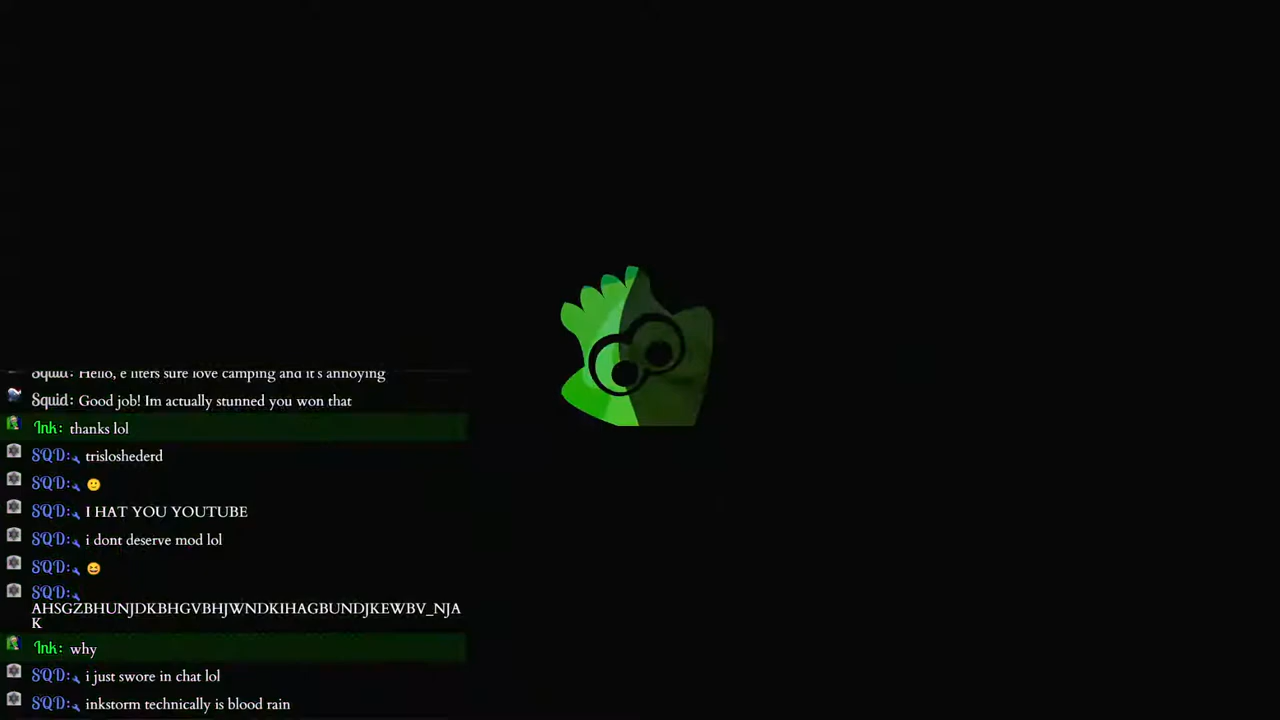 Squid: Hello, e liters sure love camping and it's annoying
Squid: Good job! Im actually stunned you won that
Ink: thanks lol
SQD: trisloshederd
SQD: 🙂
SQD: I HAT YOU YOUTUBE
SQD: i dont deserve mod lol
SQD: 😆
SQD:
AHSGZBHUNJDKBHGVBHJWNDKIHAGBUNDJKEWBV_NJA
K
Ink: why
SQD: i just swore in chat lol
SQD: inkstorm technically is blood rain